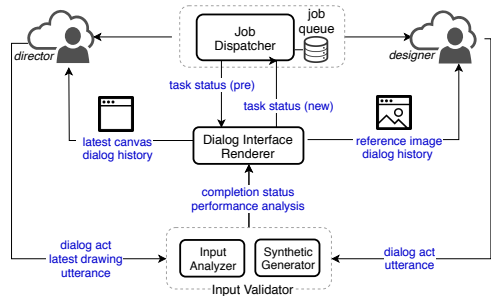 job
queue
Job
Dispatcher
director
designer
task status (pre)
task status (new)
latest canvas
dialog history
Dialog Interface
Renderer
reference image
dialog history
completion status
performance analysis
dialog act
latest drawing
utterance
Input
Analyzer
Synthetic
Generator
dialog act
utterance
Input Validator